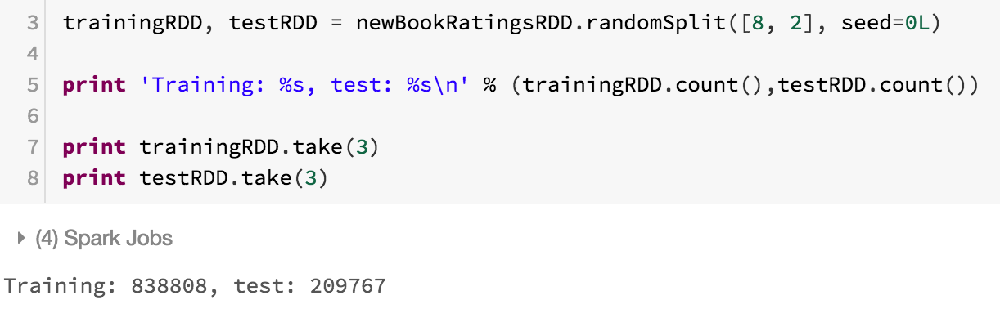 3 trainingRDD, testRDD = newBookRatingsRDD.randomSplit([8, 2], seed=0L)
4
5 print 'Training: %s, test: %s\n' % (trainingRDD.count(),testRDD.count())
6
7 print trainingRDD.take(3)
8 print testRDD.take(3)
(4) Spark Jobs
Training: 838808, test: 209767